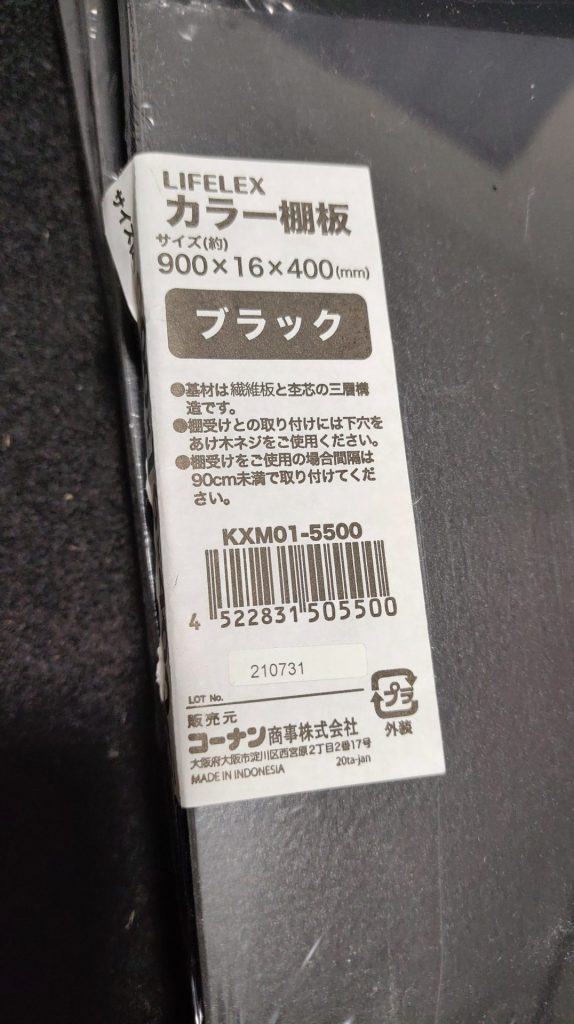 LIFELEX
カラー棚板
サイズ(約)
900×16×400(mm)
ブラック
●基材は繊維板と杢芯の三層構
造です。
●棚受けとの取り付けには下穴を
あけ木ネジをご使用ください。
●棚受けをご使用の場合間隔は
90cm未満で取り付けてくだ
さい。
KXM01-5500
4 522831 505500
210731
LOT No.
販売元
コーナン商事株式会社
大阪府大阪市淀川区西宮原2丁目2番17号
MADE IN INDONESIA
20ta-jan
プラ
外装
サイズ